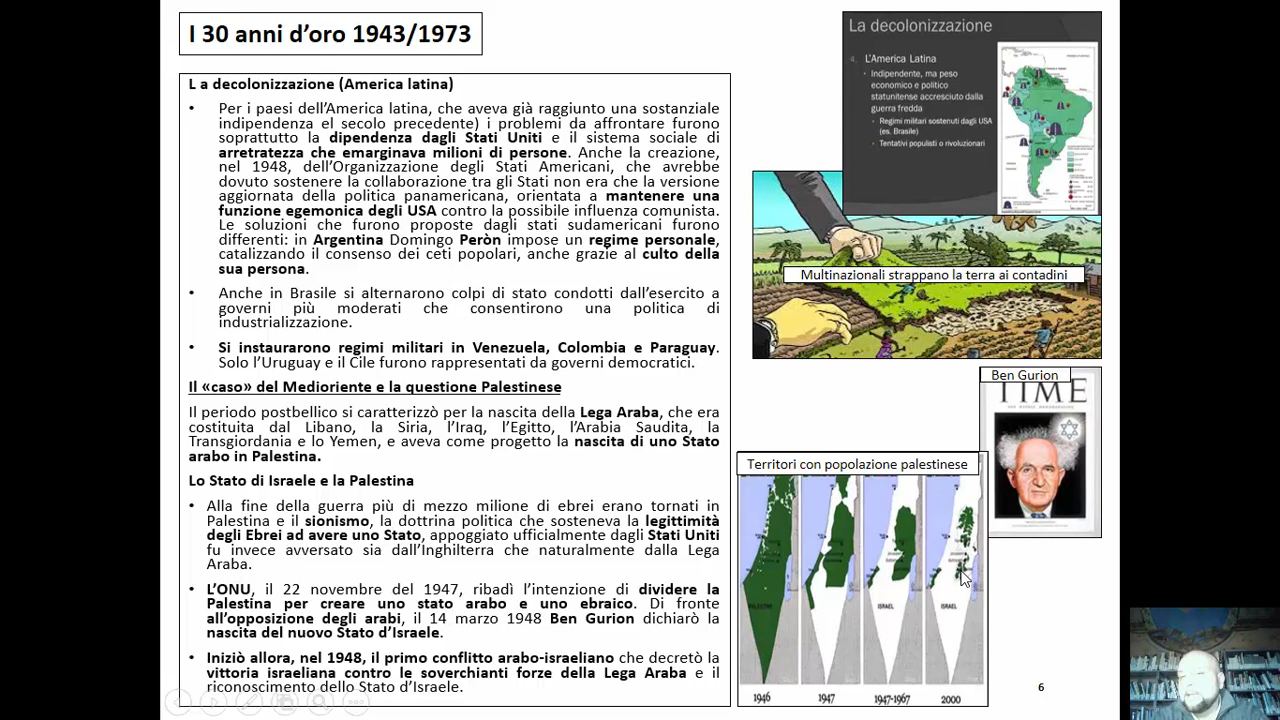 I 30 anni d'oro 1943/1973
L a decolonizzazione (America latina)
• Per i paesi dell'America latina, che aveva già raggiunto una sostanziale
indipendenza el secolo precedente) i problemi da affrontare furono
soprattutto la dipendenza dagli Stati Uniti e il sistema sociale di
arretratezza che emarginava milioni di persone. Anche la creazione,
nel 1948, dell'Organizzazione negli Stati Americani, che avrebbe
dovuto sostenere la collaborazione tra gli Stati non era che la versione
aggiornata della politica panamericana, orientata a mantenere una
funzione egemonica degli USA contro la possibile influenza comunista.
Le soluzioni che furono proposte dagli stati sudamericani furono
differenti: in Argentina Domingo Peròn impose un regime personale,
catalizzando il consenso dei ceti popolari, anche grazie al culto della
sua persona.
• Anche in Brasile si alternarono colpi di stato condotti dall'esercito a
governi più moderati che consentirono una politica di
industrializzazione.
• Si instaurarono regimi militari in Venezuela, Colombia e Paraguay.
Solo l'Uruguay e il Cile furono rappresentati da governi democratici.
Il «caso» del Medioriente e la questione Palestinese
Il periodo postbellico si caratterizzò per la nascita della Lega Araba, che era
costituita dal Libano, la Siria, l'Iraq, l'Egitto, l'Arabia Saudita, la
Transgiordania e lo Yemen, e aveva come progetto la nascita di uno Stato
arabo in Palestina.
Lo Stato di Israele e la Palestina
• Alla fine della guerra più di mezzo milione di ebrei erano tornati in
Palestina e il sionismo, la dottrina politica che sosteneva la legittimità
degli Ebrei ad avere uno Stato, appoggiato ufficialmente dagli Stati Uniti
fu invece avversato sia dall'Inghilterra che naturalmente dalla Lega
Araba.
• L'ONU, il 22 novembre del 1947, ribadì l'intenzione di dividere la
Palestina per creare uno stato arabo e uno ebraico. Di fronte
all'opposizione degli arabi, il 14 marzo 1948 Ben Gurion dichiarò la
nascita del nuovo Stato d'Israele.
• Iniziò allora, nel 1948, il primo conflitto arabo-israeliano che decretò la
vittoria israeliana contro le soverchianti forze della Lega Araba e il
riconoscimento dello Stato d'Israele.
La decolonizzazione
L'America Latina
Indipendente, ma peso
economico e politico
statunitense accresciuto dalla
guerra fredda
Regimi militari sostenuti dagli USA
(es. Brasile)
Tentativi populisti o rivoluzionari
Multinazionali strappano la terra ai contadini
Ben Gurion
TIME
Territori con popolazione palestinese
PALESTINE
ISRAEL
ISRAEL
1946 1947 1947-1967 2000
6